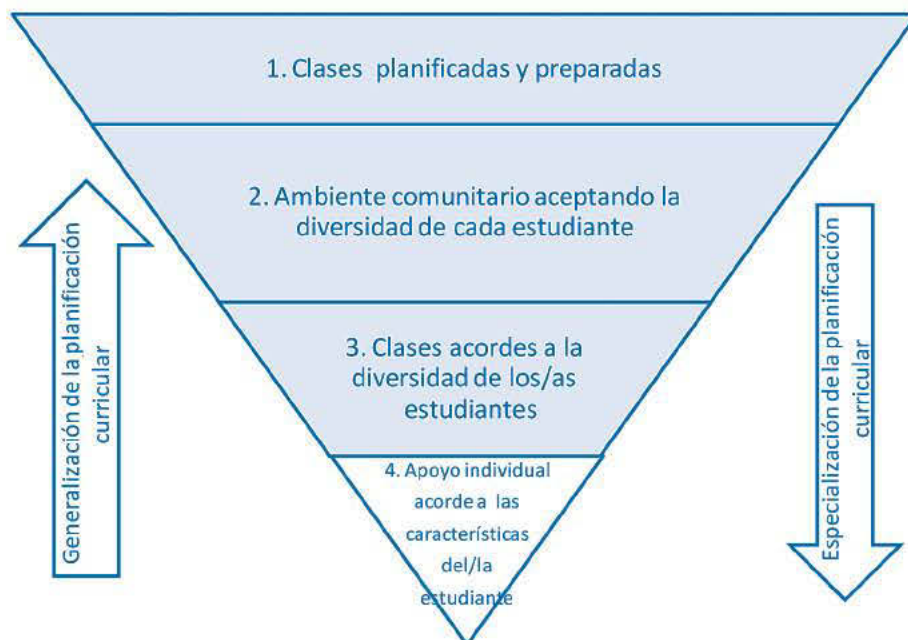 1. Clases planificadas y preparadas
2. Ambiente comunitario aceptando la
diversidad de cada estudiante
3. Clases acordes a la
diversidad de los/as
estudiantes
4. Apoyo individual
acorde a las
características
del/la
estudiante
Generalización de la planificación
curricular
Especialización de la planificación
curricular